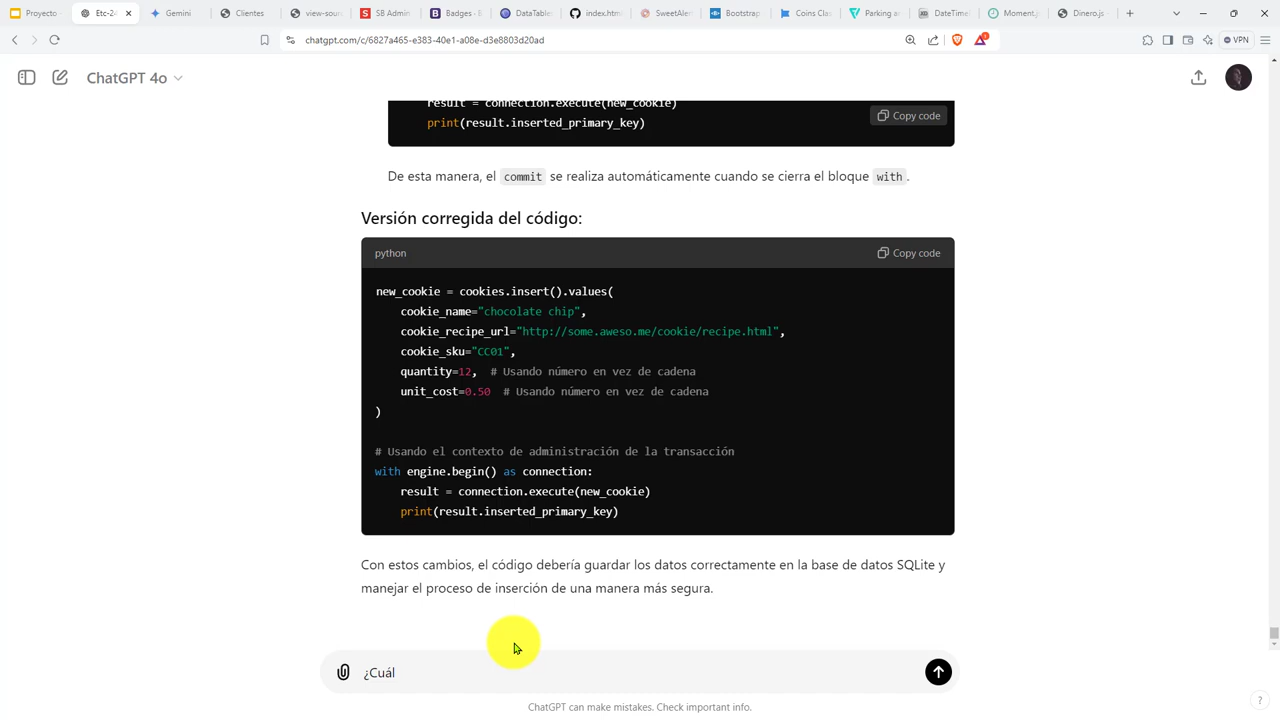 Proyecto
Etc-24
Gemini
Clientes
view-sour
SB Admin
Badges - B
DataTable
index.htm
SweetAler
Bootstrap
Coins Clas
Parking a
DateTime
Moment.j
Dinero.js
chatgpt.com/c/6827a465-e383-40e1-a08e-d3e8803d20ad
VPN
ChatGPT 4o
result = connection.execute(new_cookie)
Copy code
print(result.inserted_primary_key)
De esta manera, el commit se realiza automáticamente cuando se cierra el bloque with.
Versión corregida del código:
python
Copy code
new_cookie = cookies.insert().values(
cookie_name="chocolate chip",
cookie_recipe_url="http://some.aweso.me/cookie/recipe.html",
cookie_sku="CC01",
quantity=12,  # Usando número en vez de cadena
unit_cost=0.50  # Usando número en vez de cadena
)
# Usando el contexto de administración de la transacción
with engine.begin() as connection:
result = connection.execute(new_cookie)
print(result.inserted_primary_key)
Con estos cambios, el código debería guardar los datos correctamente en la base de datos SQLite y
manejar el proceso de inserción de una manera más segura.
¿Cuál
ChatGPT can make mistakes. Check important info.
?